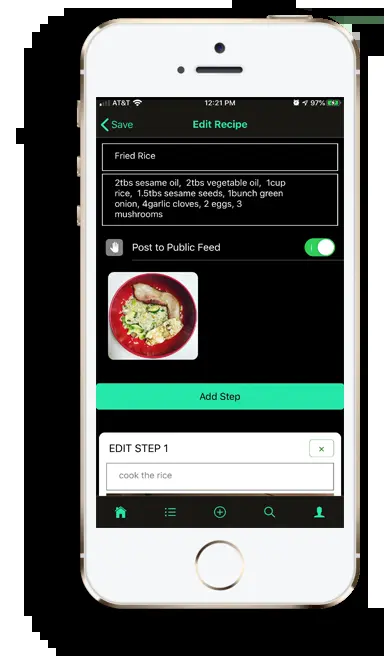 AT&T 12:21 PM 97%
Save Edit Recipe
Fried Rice
2tbs sesame oil, 2tbs vegetable oil, 1cup
rice, 1.5tbs sesame seeds, 1bunch green
onion, 4garlic cloves, 2 eggs, 3
mushrooms
Post to Public Feed
Add Step
EDIT STEP 1
cook the rice